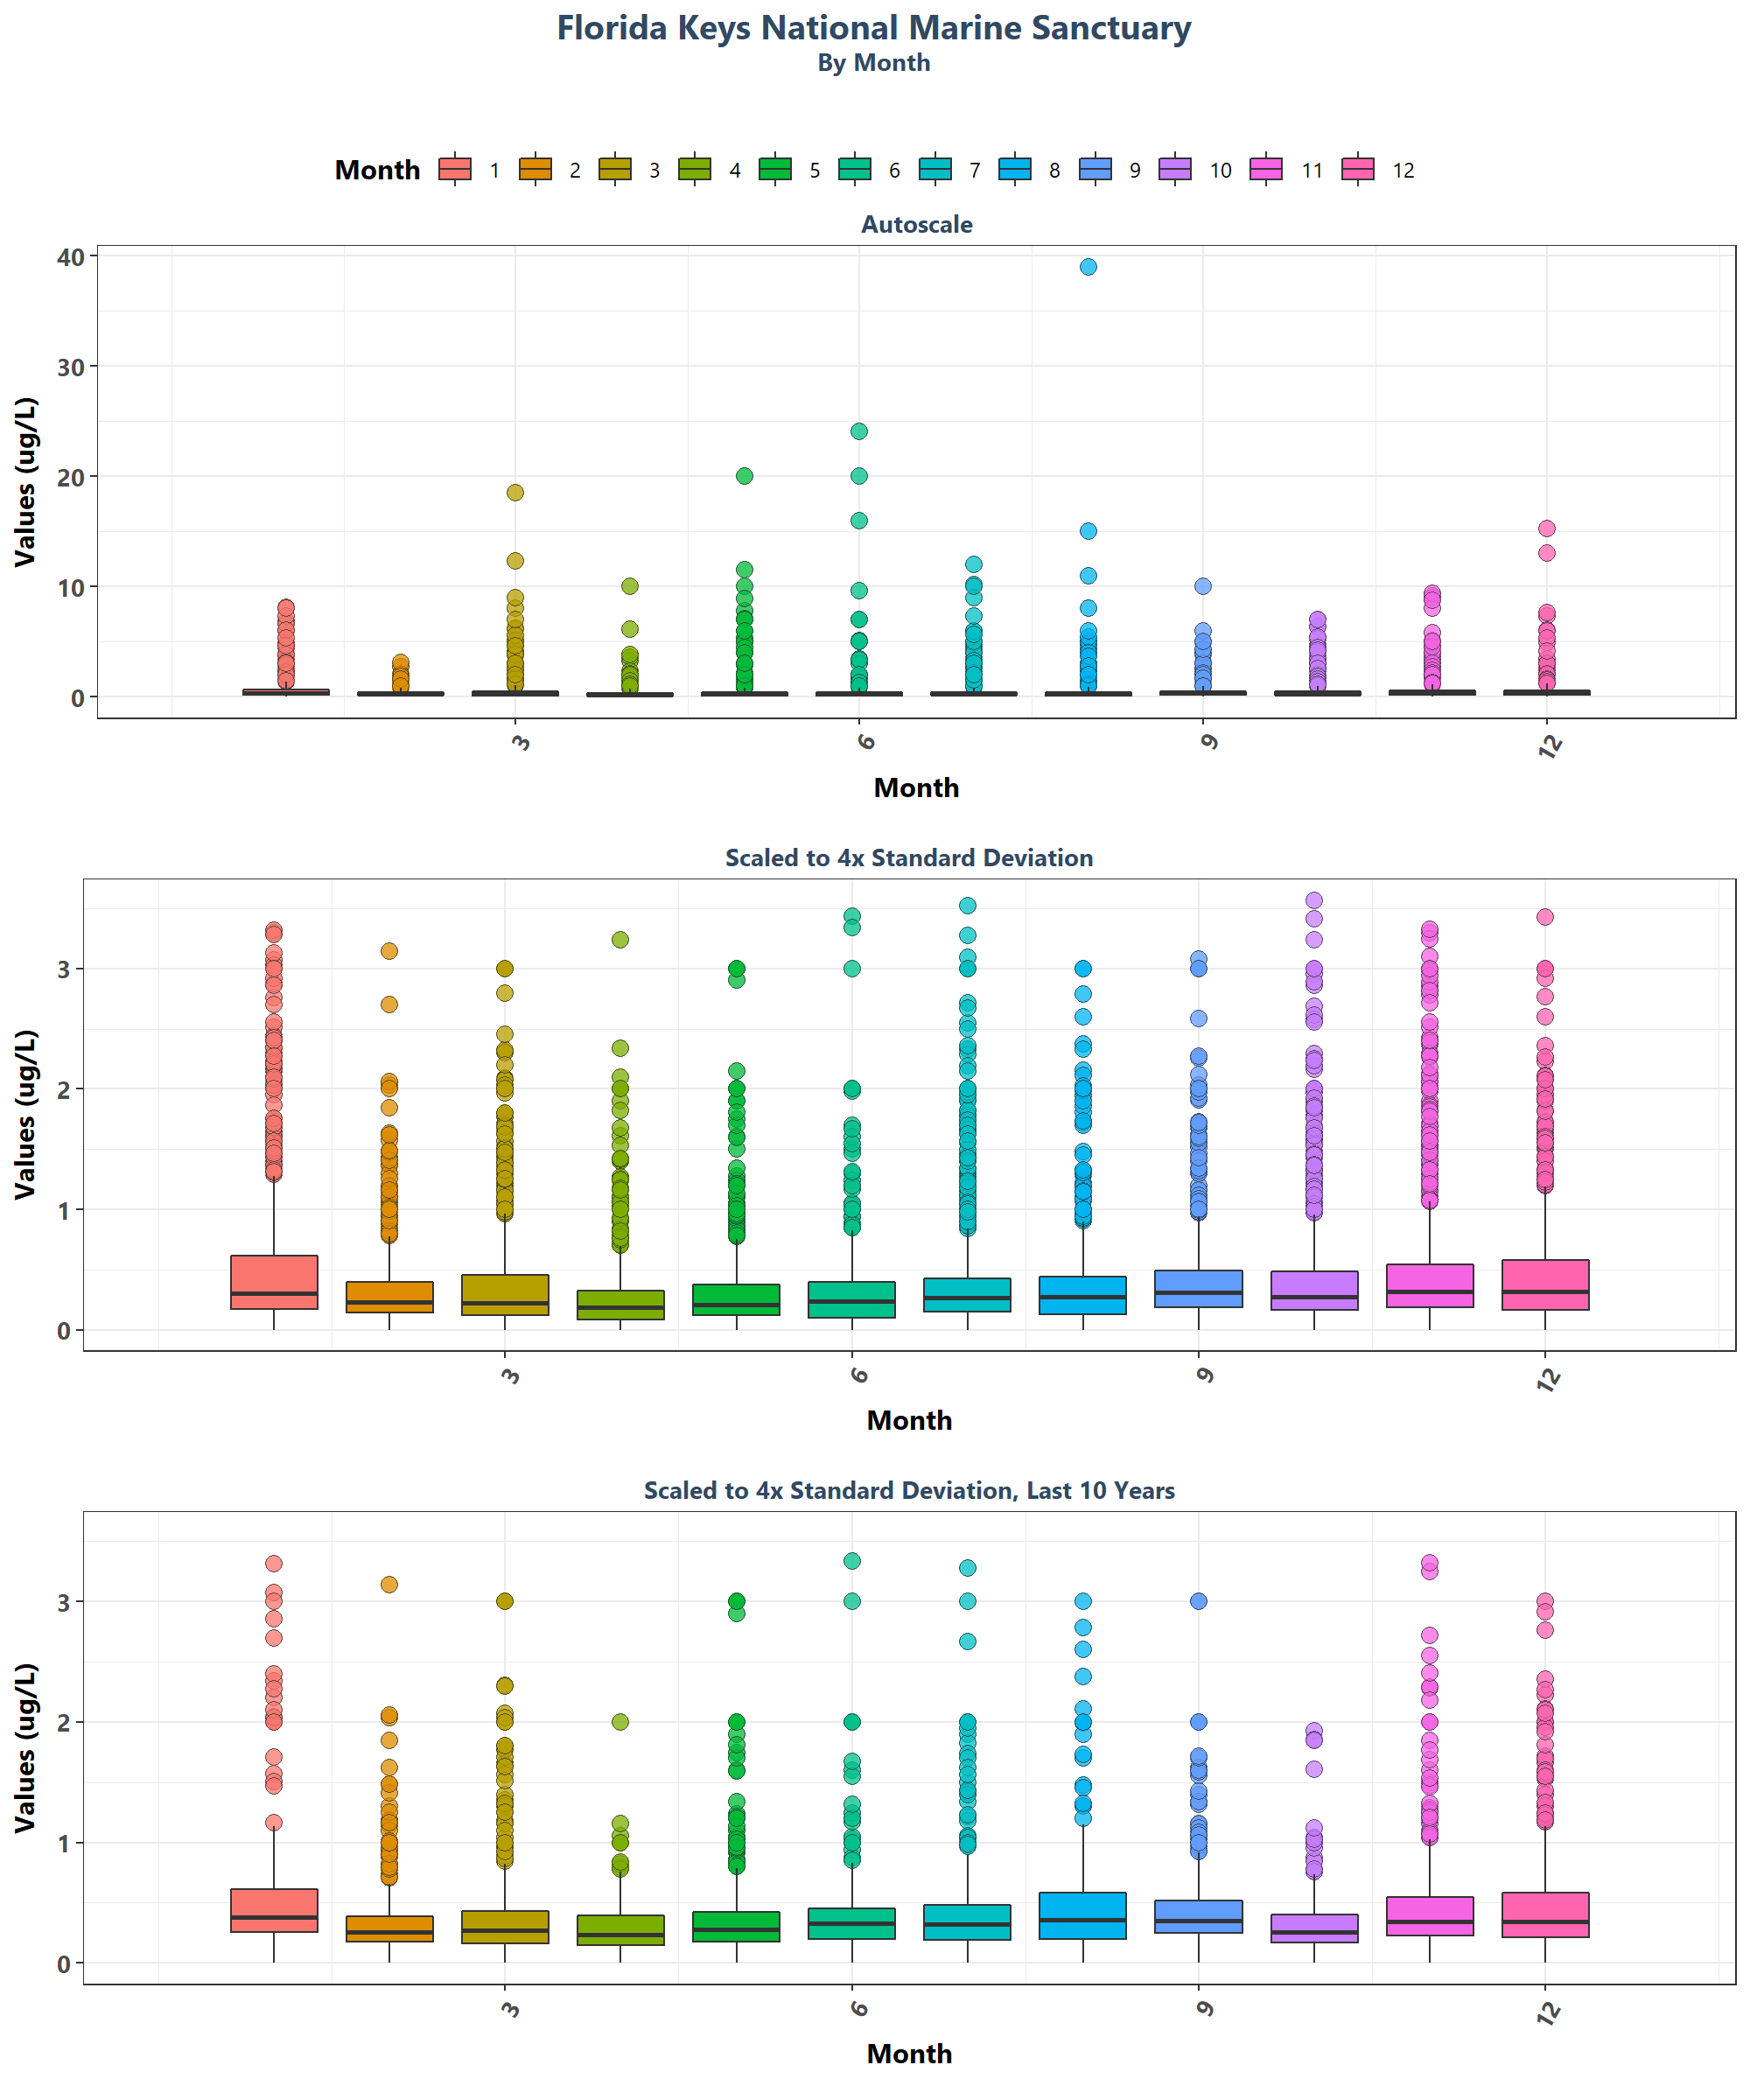 Florida Keys National Marine Sanctuary
By Month
Month 1 2 3 4 5 6 7 8 9 10 11 12
Autoscale
Values (ug/L)
40
30
20
10
0
3 6 9 12
Month
Scaled to 4x Standard Deviation
Values (ug/L)
3
2
1
0
3 6 9 12
Month
Scaled to 4x Standard Deviation, Last 10 Years
Values (ug/L)
3
2
1
0
3 6 9 12
Month